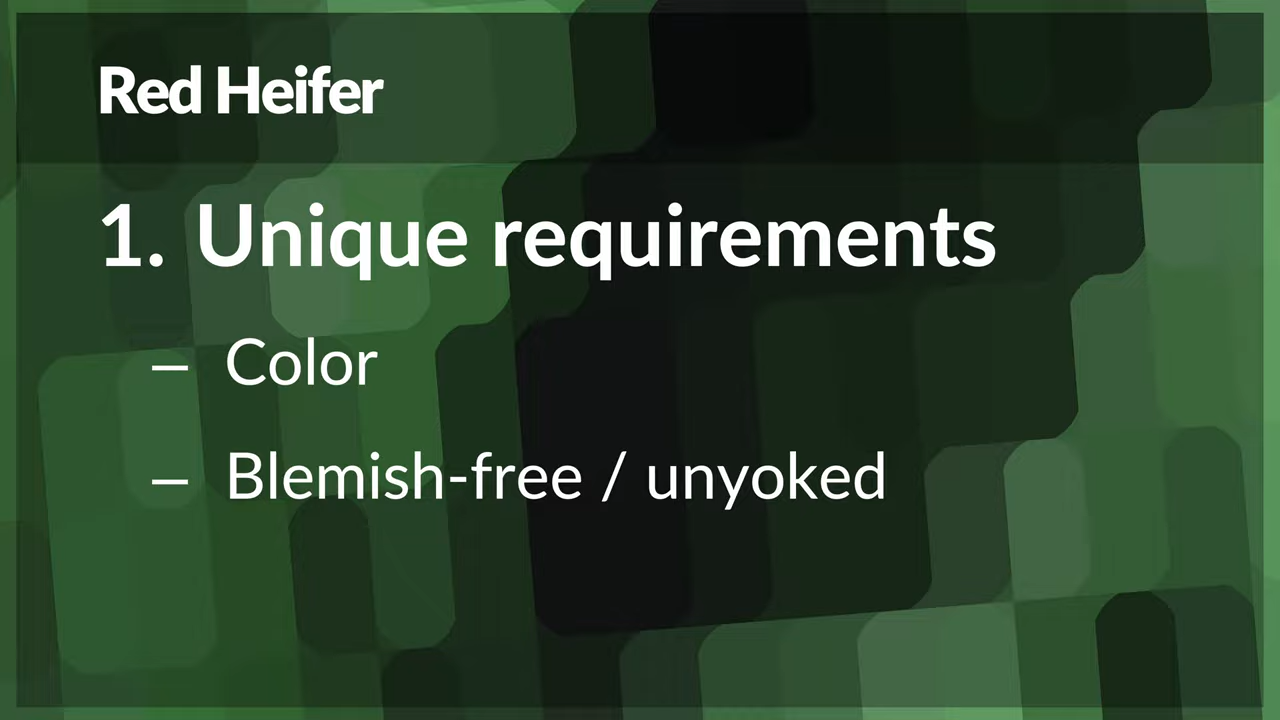 Red Heifer
1. Unique requirements
– Color
– Blemish-free / unyoked